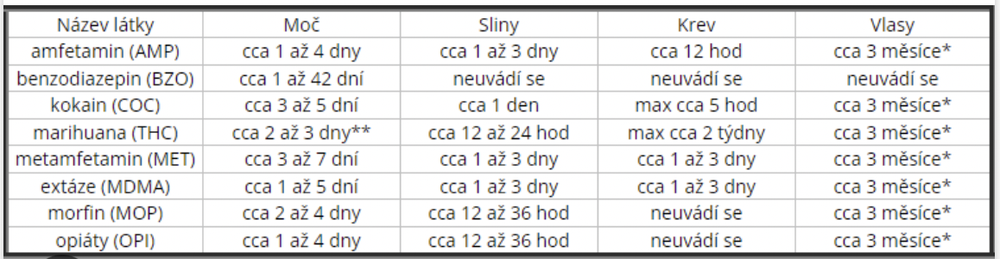 Název látky Moč Sliny Krev Vlasy
amfetamin (AMP) cca 1 až 4 dny cca 1 až 3 dny cca 12 hod cca 3 měsíce*
benzodiazepin (BZO) cca 1 až 42 dní neuvádí se neuvádí se neuvádí se
kokain (COC) cca 3 až 5 dní cca 1 den max cca 5 hod cca 3 měsíce*
marihuana (THC) cca 2 až 3 dny** cca 12 až 24 hod max cca 2 týdny cca 3 měsíce*
metamfetamin (MET) cca 3 až 7 dní cca 1 až 3 dny cca 1 až 3 dny cca 3 měsíce*
extáze (MDMA) cca 1 až 5 dní cca 1 až 3 dny cca 1 až 3 dny cca 3 měsíce*
morfin (MOP) cca 2 až 4 dny cca 12 až 36 hod neuvádí se cca 3 měsíce*
opiáty (OPI) cca 1 až 4 dny cca 12 až 36 hod neuvádí se cca 3 měsíce*